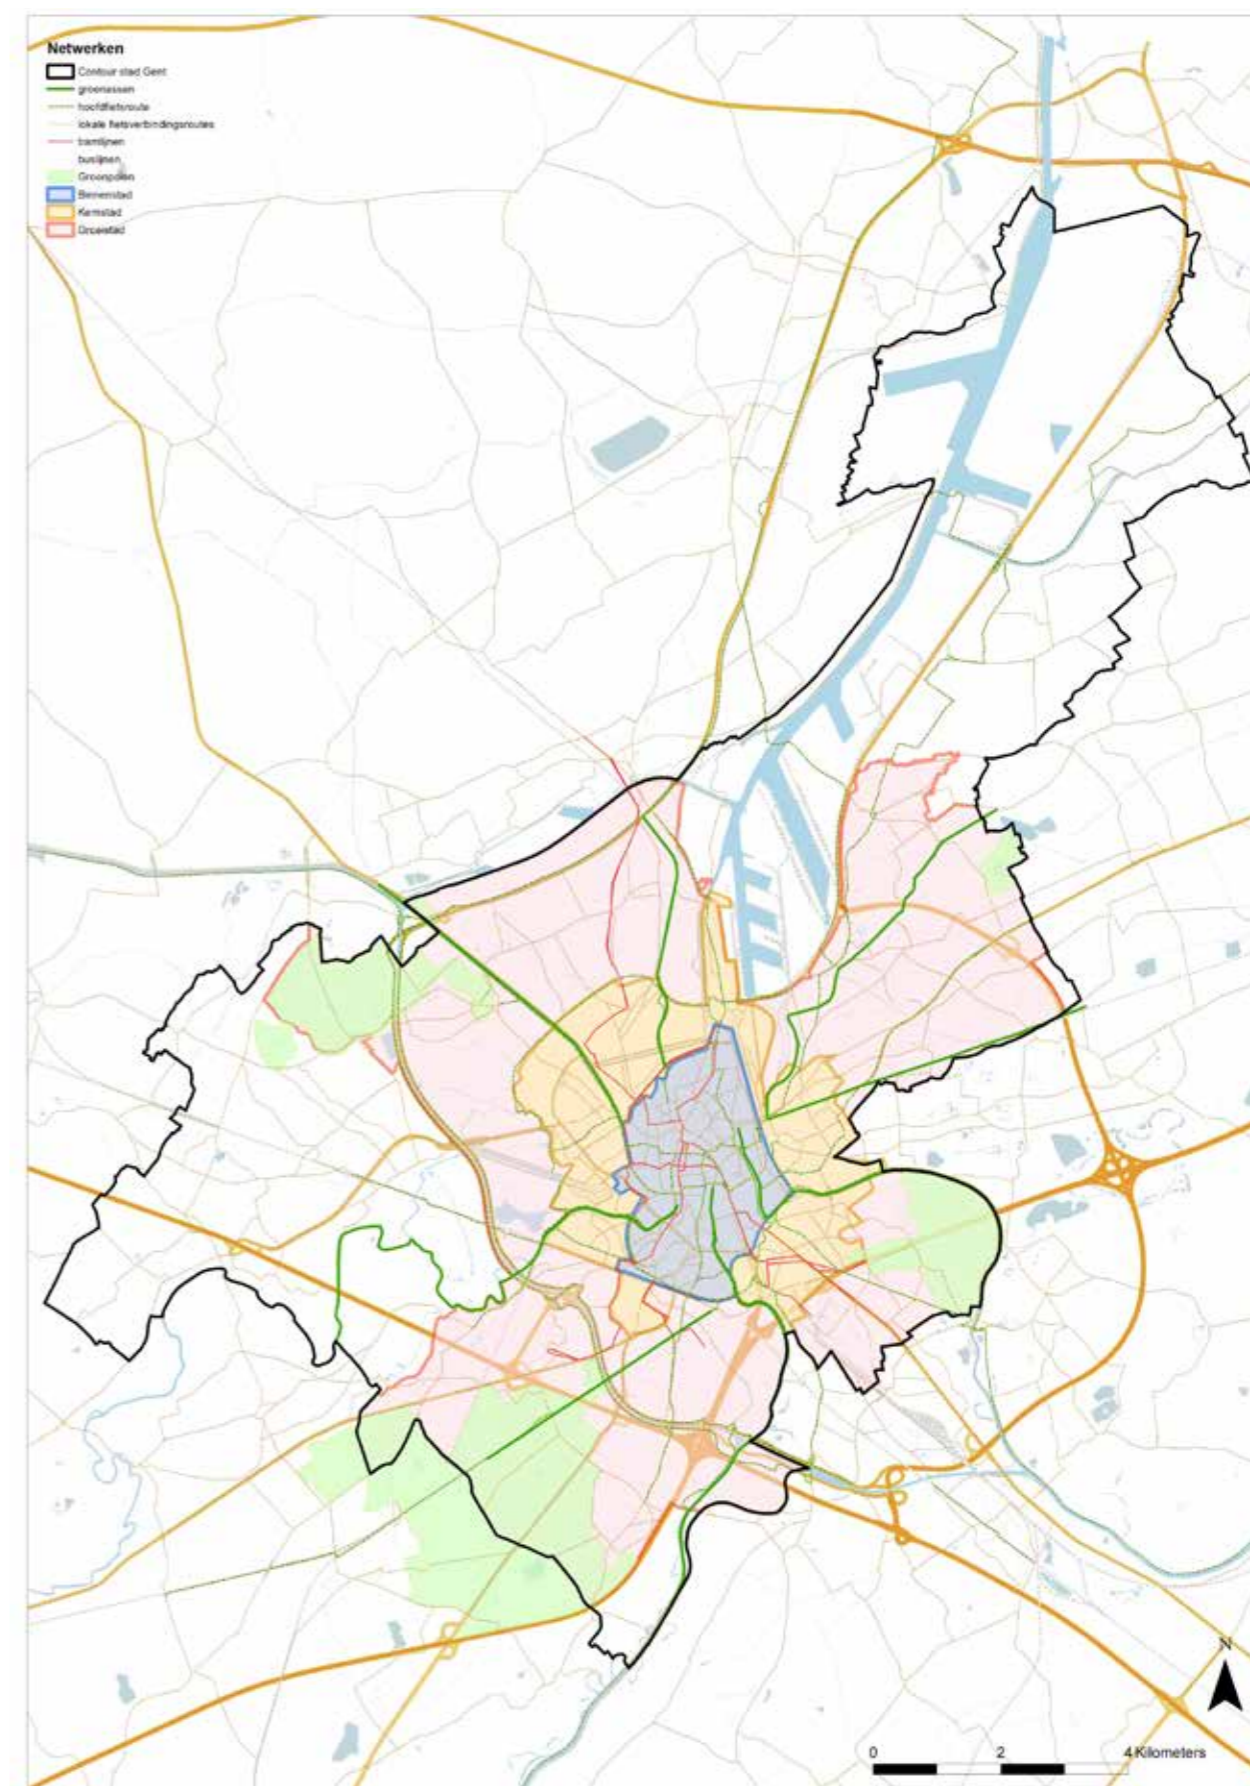 Netwerken
Contour stad Gent
groenassen
hoofdfietsroute
lokale fietsverbindingsroutes
tramlijnen
buslijnen
Groenpolen
Binnenstad
Kernstad
Groeistad
N
0 2 4 Kilometers